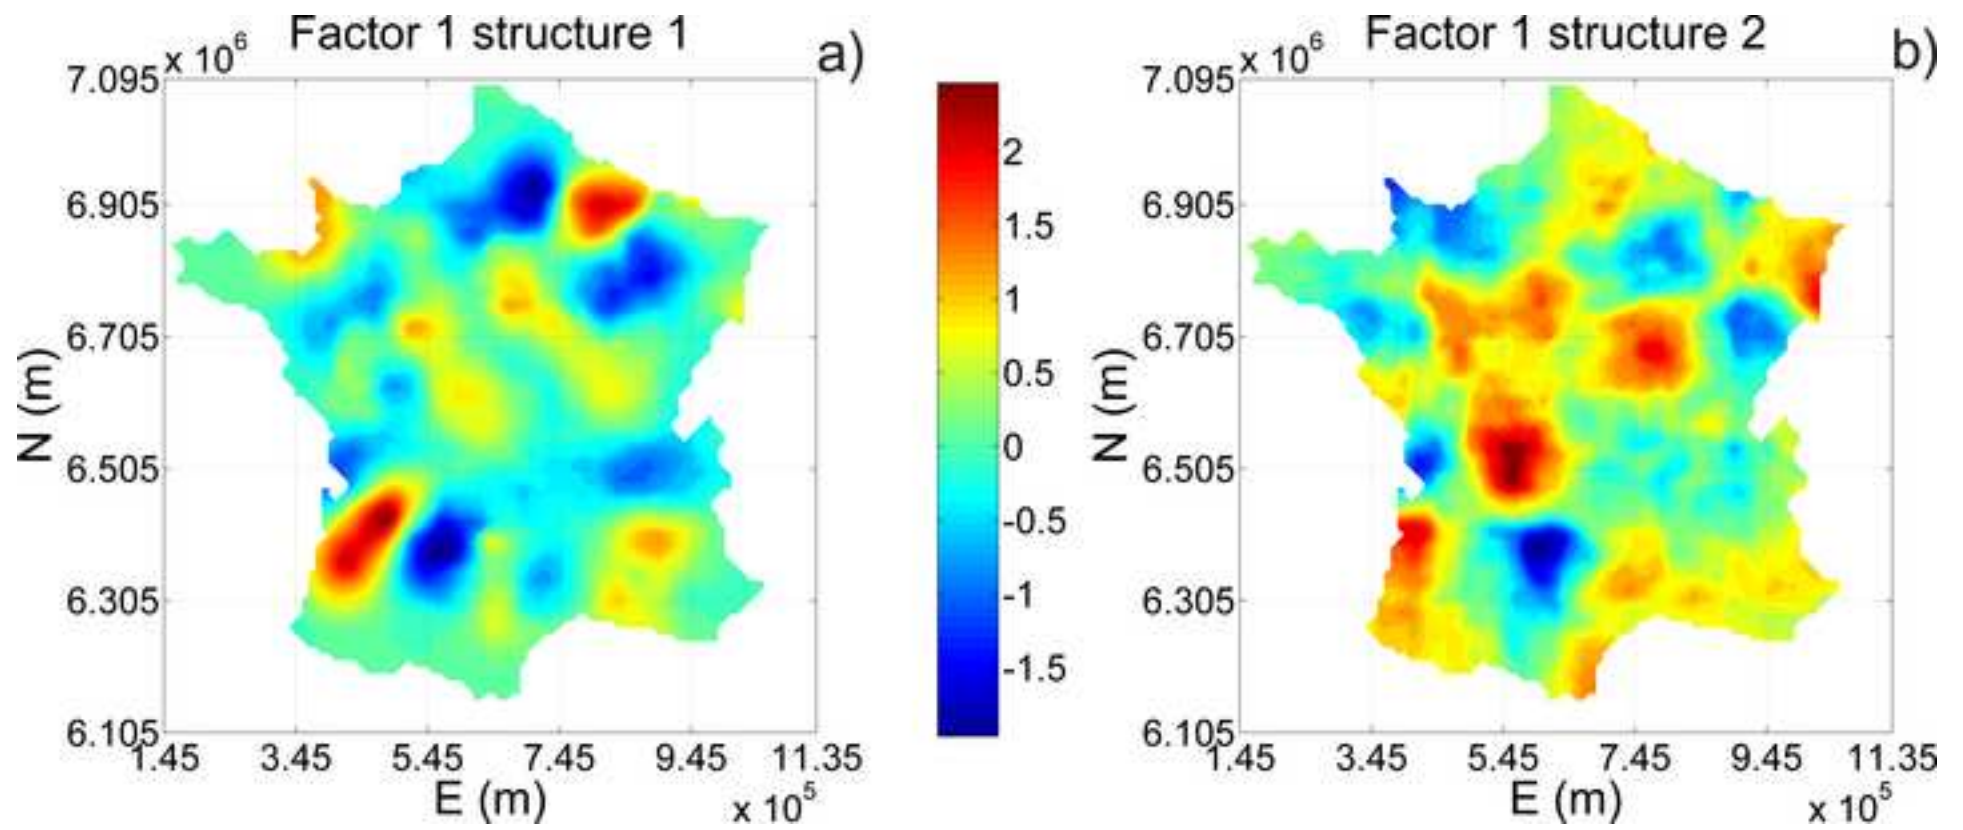 Factor 1 structure 1
a)
x 10^6
7.095
6.905
6.705
6.505
6.305
6.105
N (m)
1.45 3.45 5.45 7.45 9.45 11.35
E (m)
x 10^5
2
1.5
1
0.5
0
-0.5
-1
-1.5
Factor 1 structure 2
b)
x 10^6
7.095
6.905
6.705
6.505
6.305
6.105
N (m)
1.45 3.45 5.45 7.45 9.45 11.35
E (m)
x 10^5